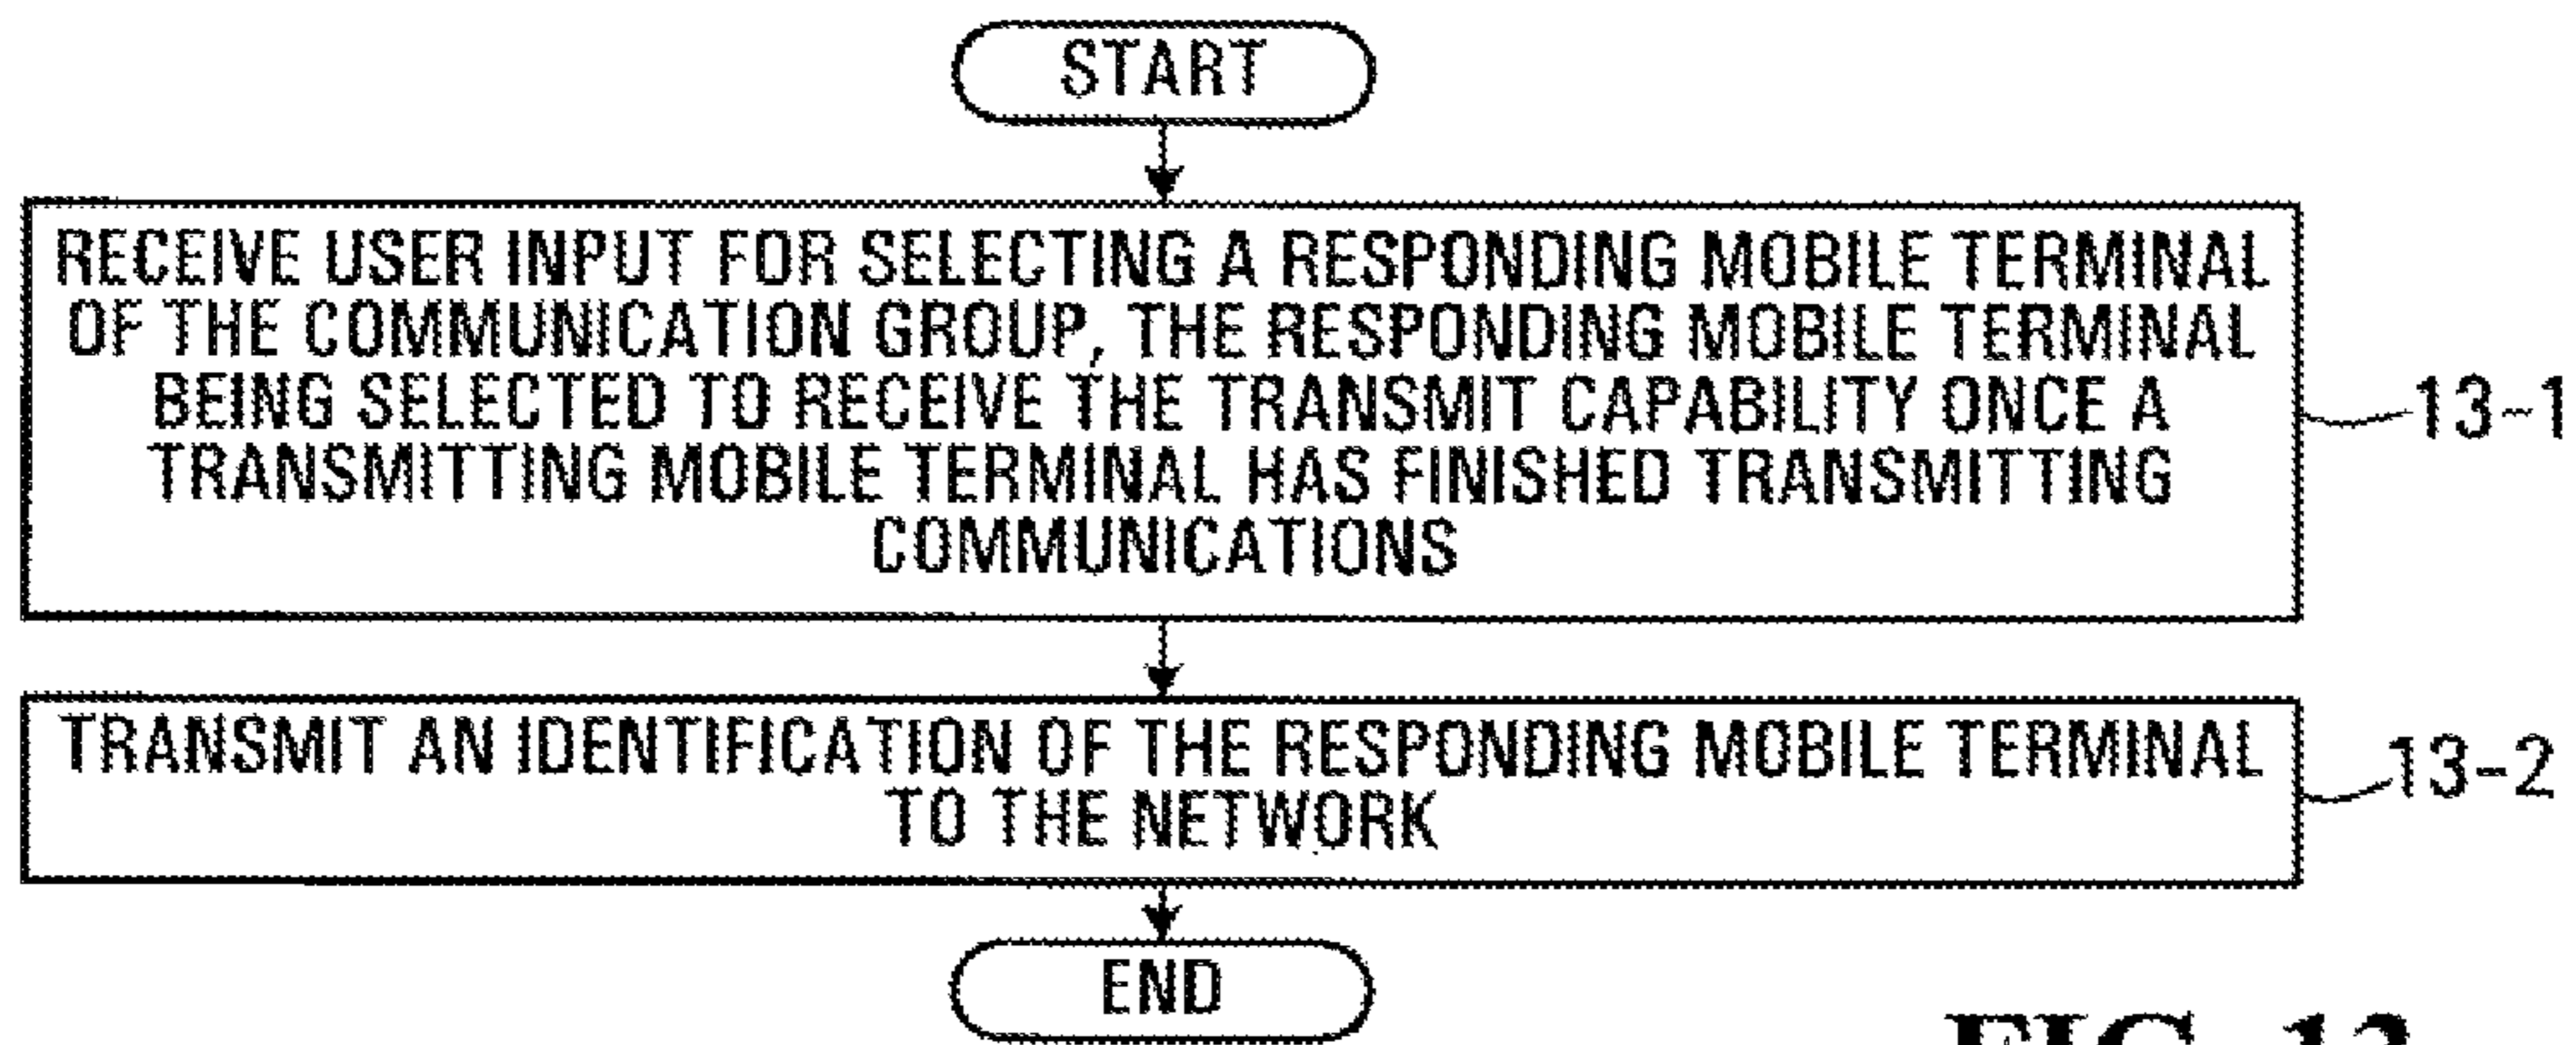 START
RECEIVE USER INPUT FOR SELECTING A RESPONDING MOBILE TERMINAL
OF THE COMMUNICATION GROUP, THE RESPONDING MOBILE TERMINAL
BEING SELECTED TO RECEIVE THE TRANSMIT CAPABILITY ONCE A
TRANSMITTING MOBILE TERMINAL HAS FINISHED TRANSMITTING
COMMUNICATIONS
13-1
TRANSMIT AN IDENTIFICATION OF THE RESPONDING MOBILE TERMINAL
TO THE NETWORK
13-2
END
FIG. 13